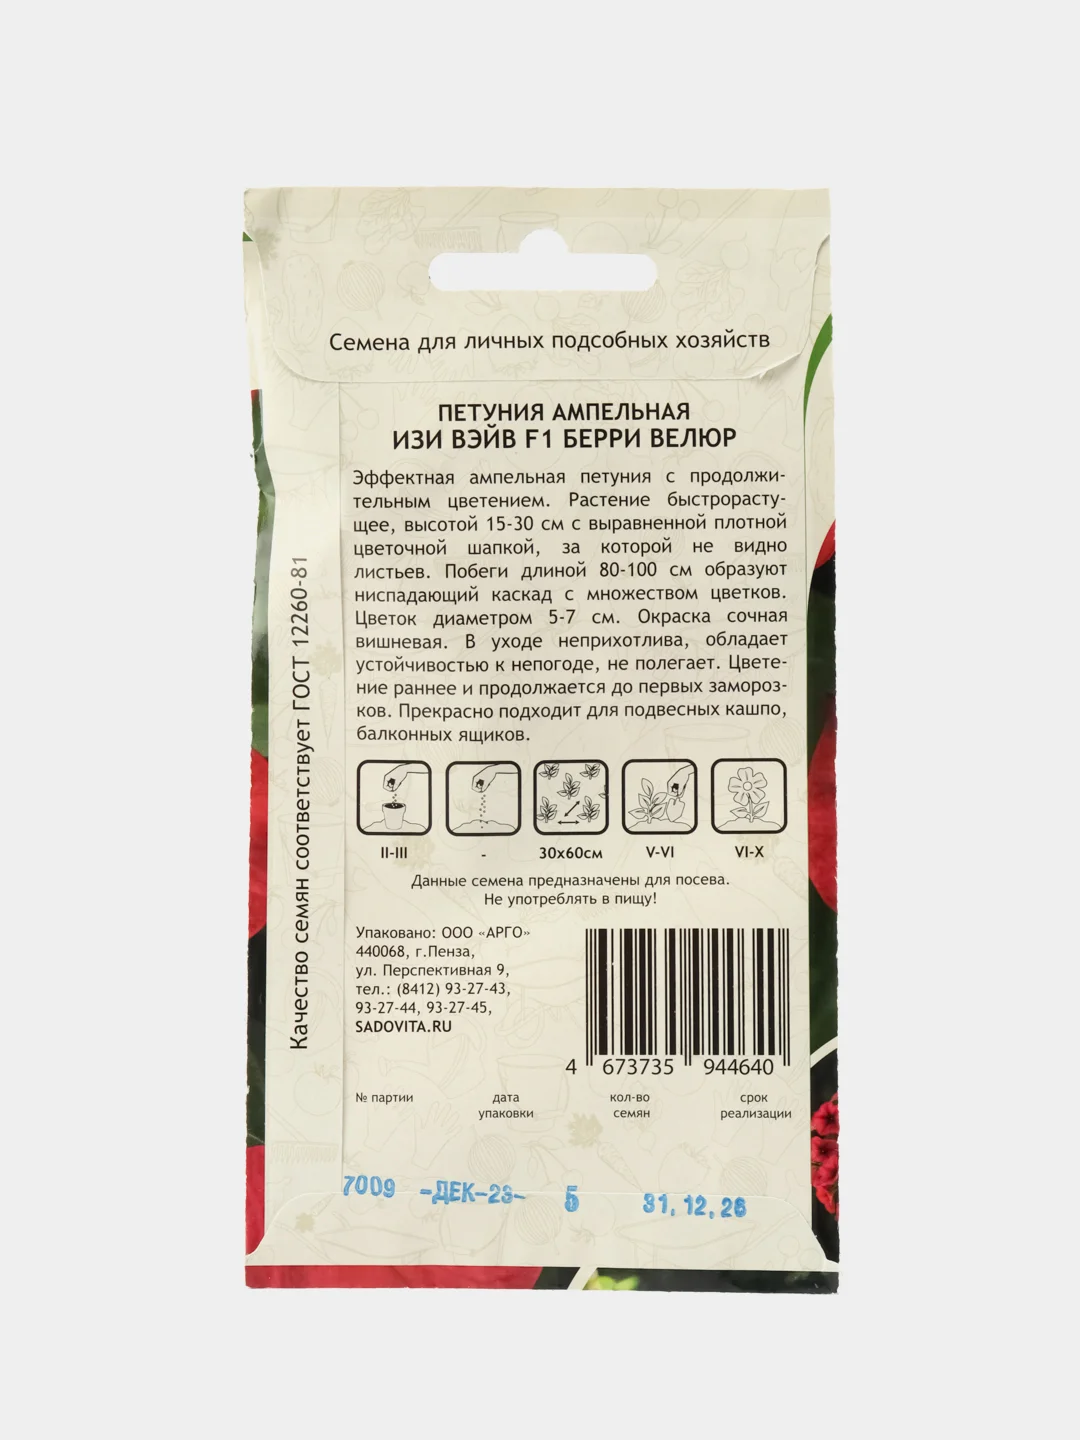 Семена для личных подсобных хозяйств
ПЕТУНИЯ АМПЕЛЬНАЯ
ИЗИ ВЭЙВ F1 БЕРРИ ВЕЛЮР
Эффектная ампельная петуния с продолжи-
тельным цветением. Растение быстрорасту-
щее, высотой 15-30 см с выравненной плотной
цветочной шапкой, за которой не видно
листьев. Побеги длиной 80-100 см образуют
ниспадающий каскад с множеством цветков.
Цветок диаметром 5-7 см. Окраска сочная
вишневая. В уходе неприхотлива, обладает
устойчивостью к непогоде, не полегает. Цвете-
ние раннее и продолжается до первых замороз-
ков. Прекрасно подходит для подвесных кашпо,
балконных ящиков.
Качество семян соответствует ГОСТ 12260-81
II-III - 30х60см V-VI VI-X
Данные семена предназначены для посева.
Не употреблять в пищу!
Упаковано: ООО «АРГО»
440068, г.Пенза,
ул. Перспективная 9,
тел.: (8412) 93-27-43,
93-27-44, 93-27-45,
SADOVITA.RU
4 673735 944640
№ партии дата кол-во срок
упаковки семян реализации
7009 -ДЕК-23- 5 31.12.26